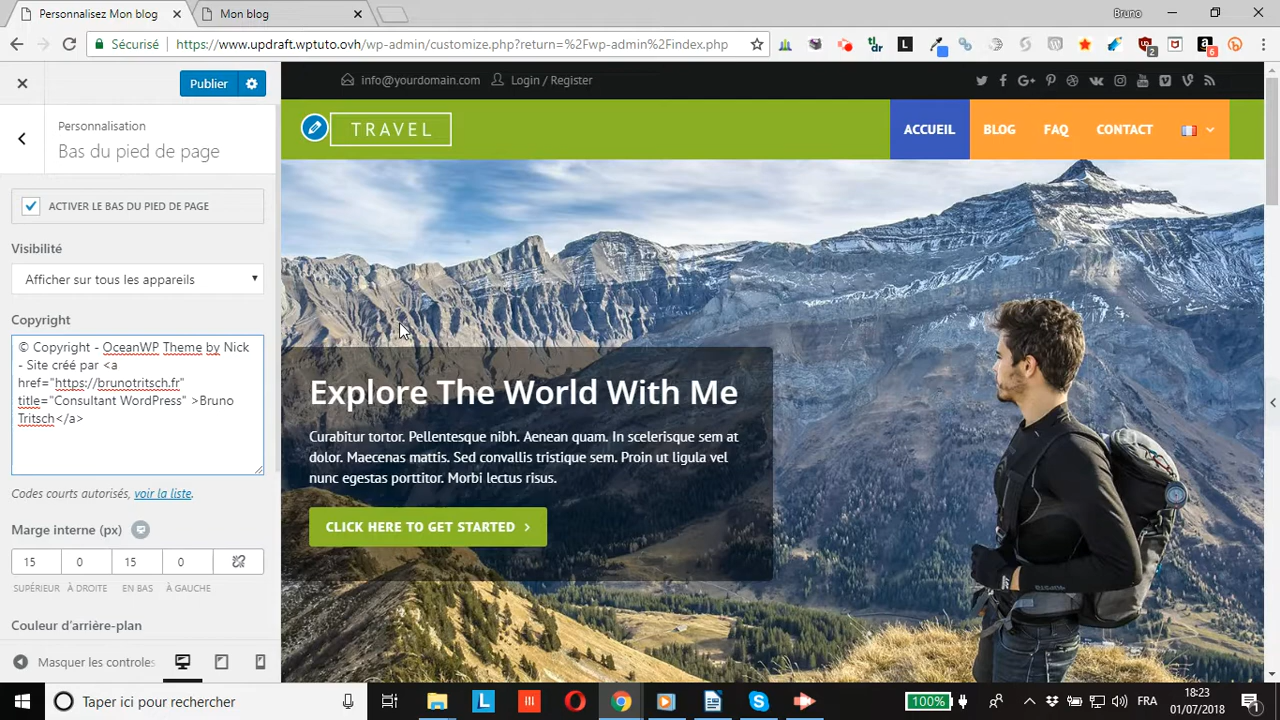 Personnalisez Mon blog
Mon blog
Bruno
Sécurisé
https://www.updraft.wptuto.ovh/wp-admin/customize.php?return=%2Fwp-admin%2Findex.php
tldr
L
2
a
6
Publier
info@yourdomain.com
Login / Register
Personnalisation
Bas du pied de page
TRAVEL
ACCUEIL
BLOG
FAQ
CONTACT
ACTIVER LE BAS DU PIED DE PAGE
Visibilité
Afficher sur tous les appareils
Copyright
© Copyright - OceanWP Theme by Nick
- Site créé par <a
href="https://brunotritsch.fr"
title="Consultant WordPress" >Bruno
Tritsch</a>
Explore The World With Me
Curabitur tortor. Pellentesque nibh. Aenean quam. In scelerisque sem at
dolor. Maecenas mattis. Sed convallis tristique sem. Proin ut ligula vel
nunc egestas porttitor. Morbi lectus risus.
CLICK HERE TO GET STARTED
Codes courts autorisés, voir la liste.
Marge interne (px)
15 0 15 0
SUPÉRIEUR À DROITE EN BAS À GAUCHE
Couleur d'arrière-plan
Masquer les controles
Taper ici pour rechercher
L
100%
FRA
18:23
01/07/2018
1